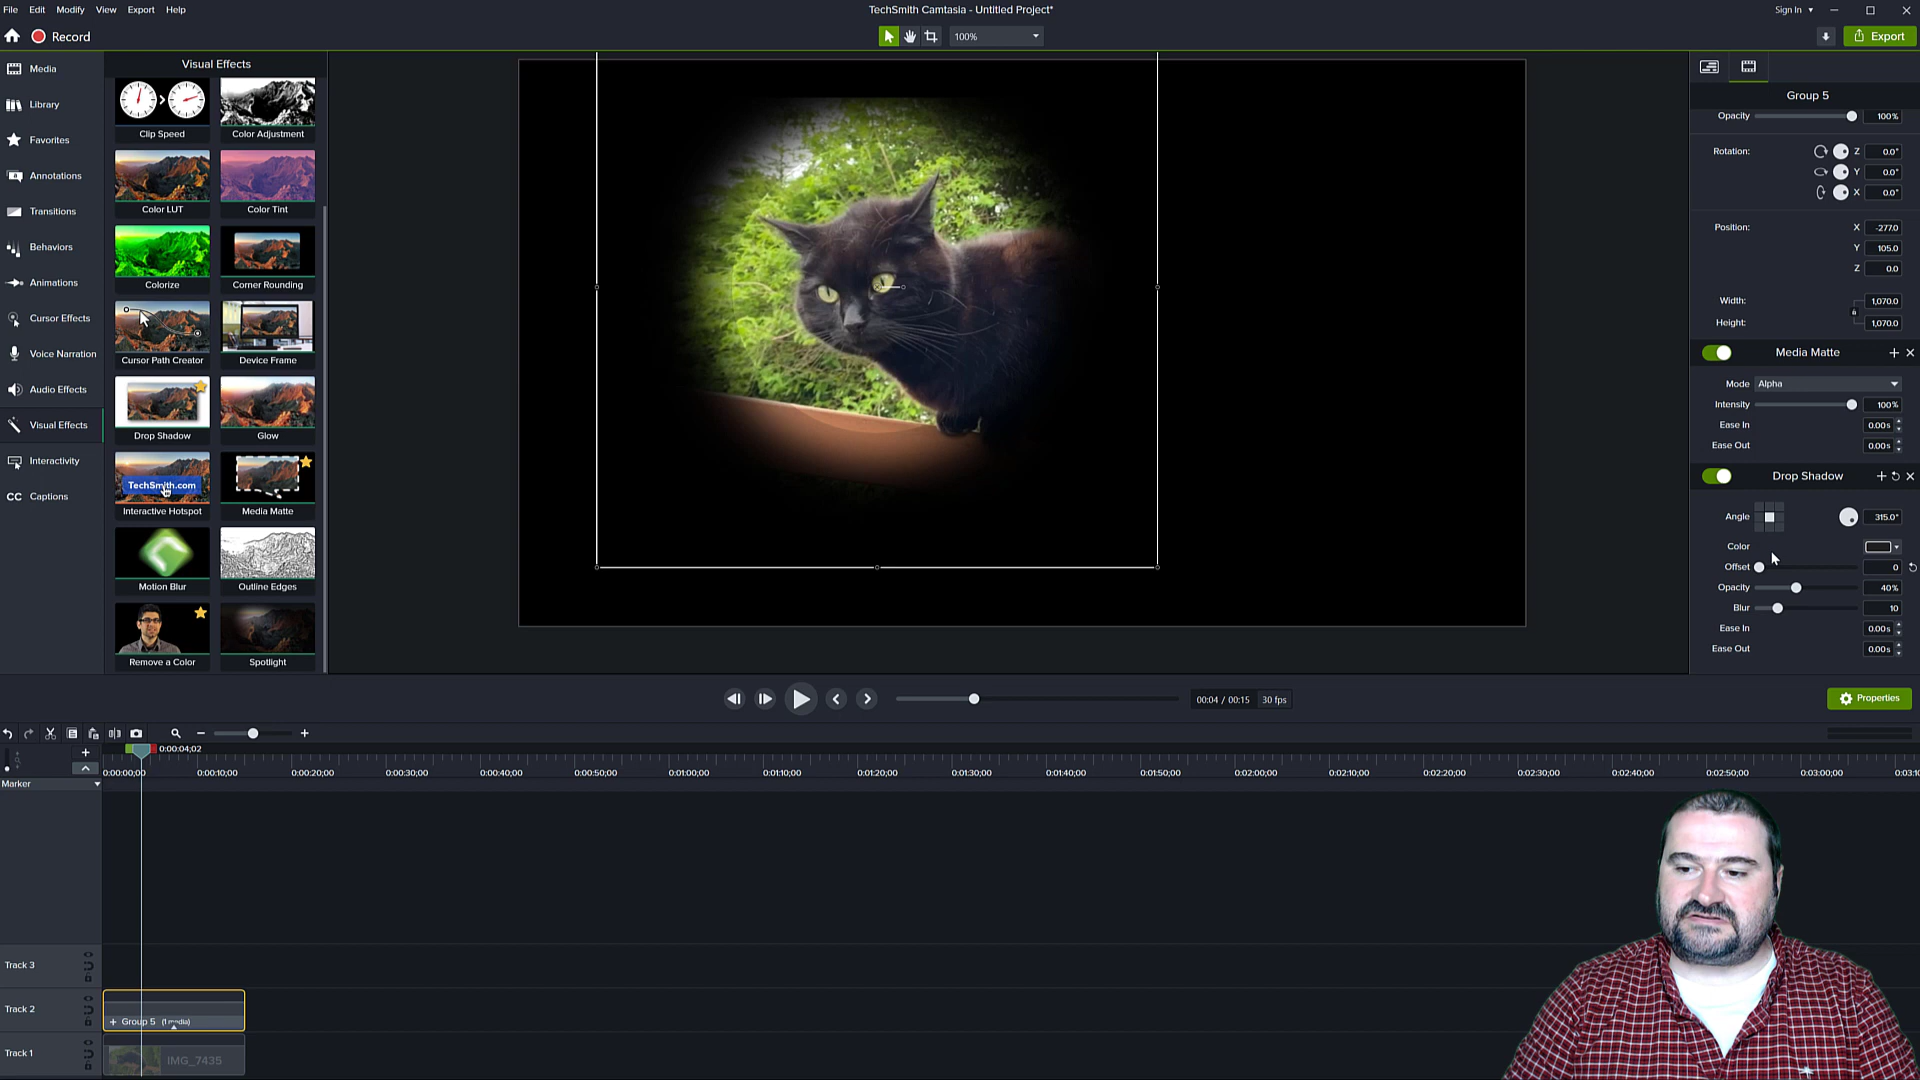 File Edit Modify View Export Help
TechSmith Camtasia - Untitled Project*
Sign In
Record
100%
Export
Media
Library
Favorites
Annotations
Transitions
Behaviors
Animations
Cursor Effects
Voice Narration
Audio Effects
Visual Effects
Interactivity
CC Captions
Visual Effects
Clip Speed
Color Adjustment
Color LUT
Color Tint
Colorize
Corner Rounding
Cursor Path Creator
Device Frame
Drop Shadow
Glow
TechSmith.com
Interactive Hotspot
Media Matte
Motion Blur
Outline Edges
Remove a Color
Spotlight
Group 5
Opacity 100%
Rotation: Z 0.0°
Y 0.0°
X 0.0°
Position: X -277.0
Y 105.0
Z 0.0
Width: 1,070.0
Height: 1,070.0
Media Matte
Mode Alpha
Intensity 100%
Ease In 0.00s
Ease Out 0.00s
Drop Shadow
Angle 315.0°
Color
Offset 0
Opacity 40%
Blur 10
Ease In 0.00s
Ease Out 0.00s
00:04 / 00:15 30 fps
Properties
0:00:04;02
0:00:00;00 0:00:10;00 0:00:20;00 0:00:30;00 0:00:40;00 0:00:50;00 0:01:00;00 0:01:10;00 0:01:20;00 0:01:30;00 0:01:40;00 0:01:50;00 0:02:00;00 0:02:10;00 0:02:20;00 0:02:30;00 0:02:40;00 0:02:50;00 0:03:00;00
Marker
Track 3
Track 2
+ Group 5 (1 media)
Track 1
IMG_7435